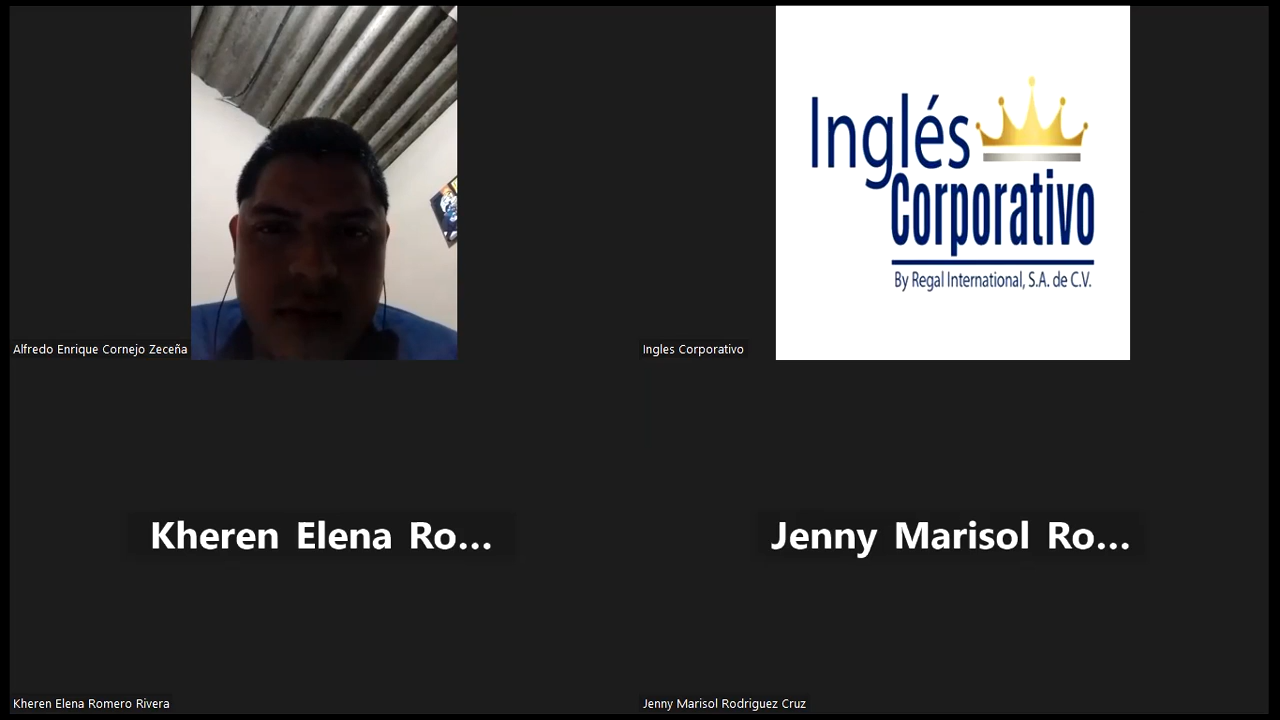 Inglés
Corporativo
By Regal International, S.A. de C.V.
Alfredo Enrique Cornejo Zeceña
Ingles Corporativo
Kheren Elena Ro...
Jenny Marisol Ro...
Kheren Elena Romero Rivera
Jenny Marisol Rodriguez Cruz